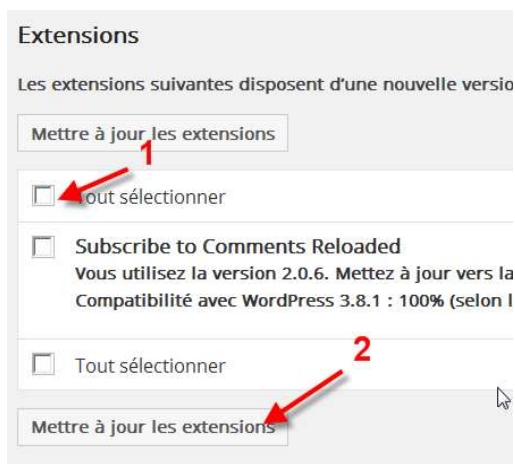 Extensions
Les extensions suivantes disposent d'une nouvelle versio
Mettre à jour les extensions
1
Tout sélectionner
Subscribe to Comments Reloaded
Vous utilisez la version 2.0.6. Mettez à jour vers la
Compatibilité avec WordPress 3.8.1 : 100% (selon l
2
Tout sélectionner
Mettre à jour les extensions